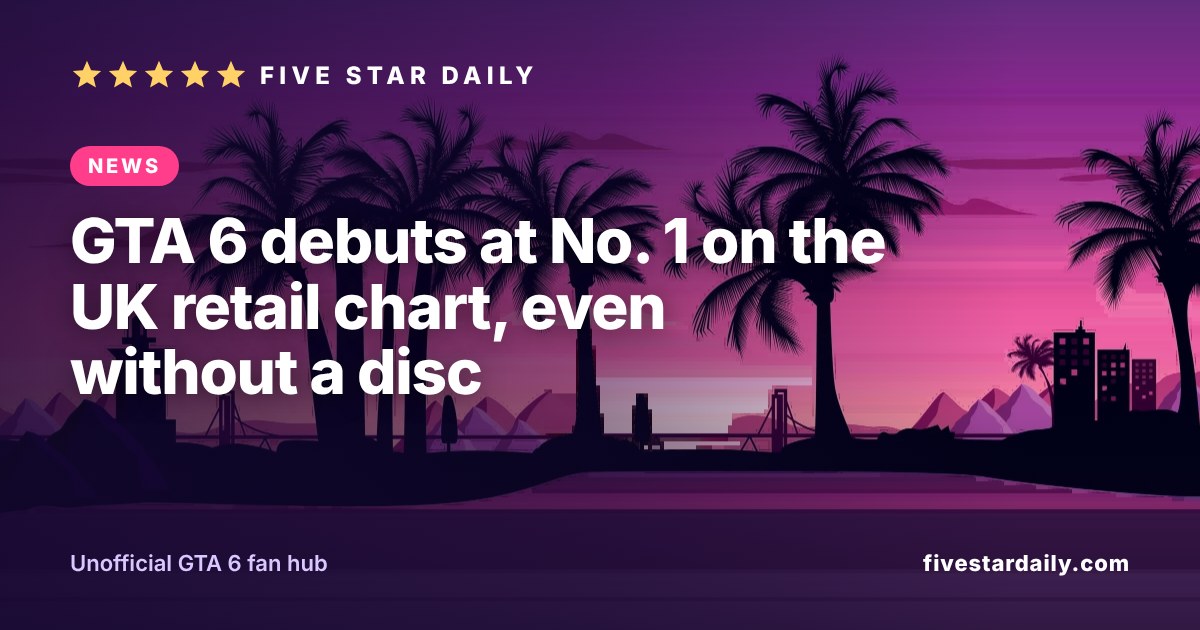 FIVE STAR DAILY
NEWS
GTA 6 debuts at No. 1 on the
UK retail chart, even
without a disc
Unofficial GTA 6 fan hub
fivestardaily.com